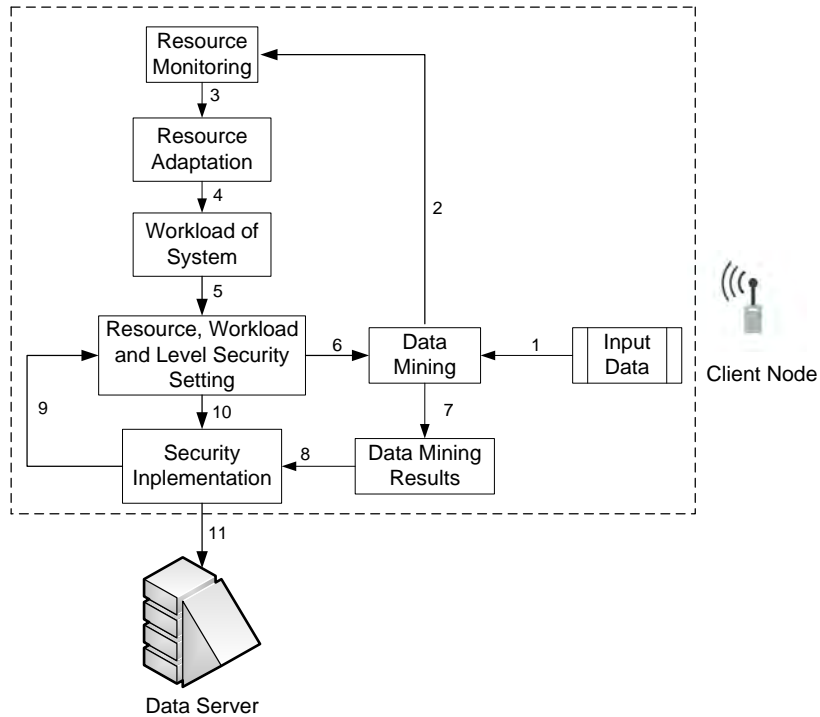 Resource
Monitoring
3
Resource
Adaptation
4
2
Workload of
System
5
Resource, Workload
and Level Security
Setting
6
Data
Mining
1
Input
Data
Client Node
9
10
7
Security
Inplementation
8
Data Mining
Results
11
Data Server